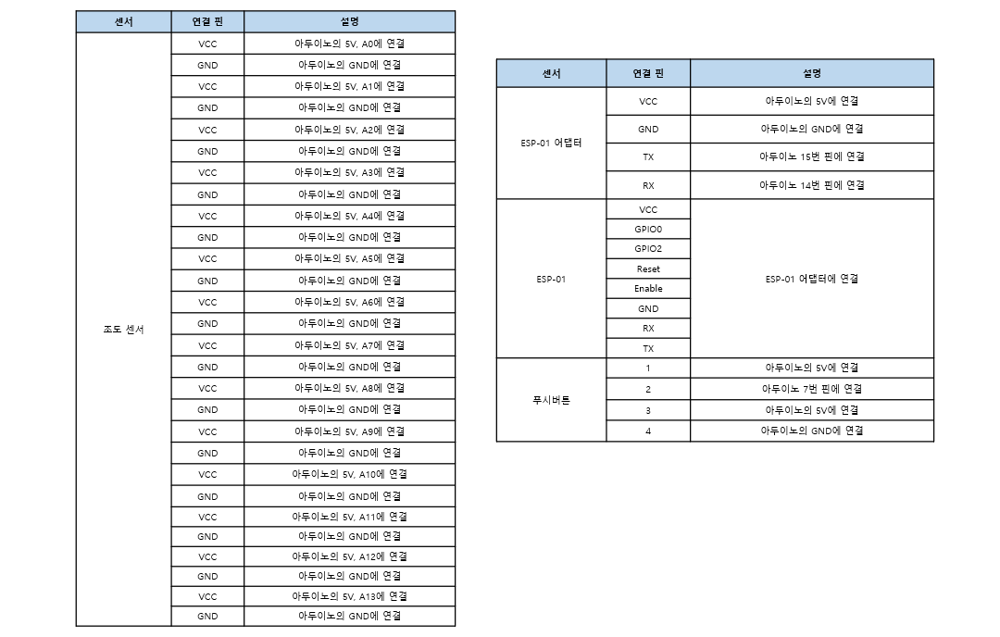 센서 연결 핀 설명
조도 센서
VCC 아두이노의 5V, A0에 연결
GND 아두이노의 GND에 연결
VCC 아두이노의 5V, A1에 연결
GND 아두이노의 GND에 연결
VCC 아두이노의 5V, A2에 연결
GND 아두이노의 GND에 연결
VCC 아두이노의 5V, A3에 연결
GND 아두이노의 GND에 연결
VCC 아두이노의 5V, A4에 연결
GND 아두이노의 GND에 연결
VCC 아두이노의 5V, A5에 연결
GND 아두이노의 GND에 연결
VCC 아두이노의 5V, A6에 연결
GND 아두이노의 GND에 연결
VCC 아두이노의 5V, A7에 연결
GND 아두이노의 GND에 연결
VCC 아두이노의 5V, A8에 연결
GND 아두이노의 GND에 연결
VCC 아두이노의 5V, A9에 연결
GND 아두이노의 GND에 연결
VCC 아두이노의 5V, A10에 연결
GND 아두이노의 GND에 연결
VCC 아두이노의 5V, A11에 연결
GND 아두이노의 GND에 연결
VCC 아두이노의 5V, A12에 연결
GND 아두이노의 GND에 연결
VCC 아두이노의 5V, A13에 연결
GND 아두이노의 GND에 연결
센서 연결 핀 설명
ESP-01 어댑터
VCC 아두이노의 5V에 연결
GND 아두이노의 GND에 연결
TX 아두이노 15번 핀에 연결
RX 아두이노 14번 핀에 연결
ESP-01
VCC
GPIO0
GPIO2
Reset
Enable
GND
RX
TX
ESP-01 어댑터에 연결
푸시버튼
1 아두이노의 5V에 연결
2 아두이노 7번 핀에 연결
3 아두이노의 5V에 연결
4 아두이노의 GND에 연결